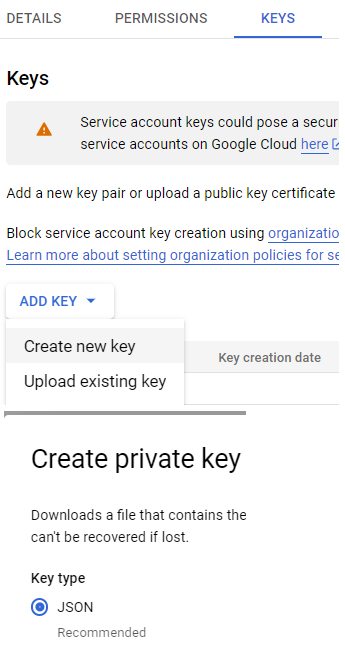 DETAILS PERMISSIONS KEYS
Keys
Service account keys could pose a secur
service accounts on Google Cloud here
Add a new key pair or upload a public key certificate
Block service account key creation using organizatio
Learn more about setting organization policies for se
ADD KEY
Create new key
Key creation date
Upload existing key
Create private key
Downloads a file that contains the
can't be recovered if lost.
Key type
JSON
Recommended